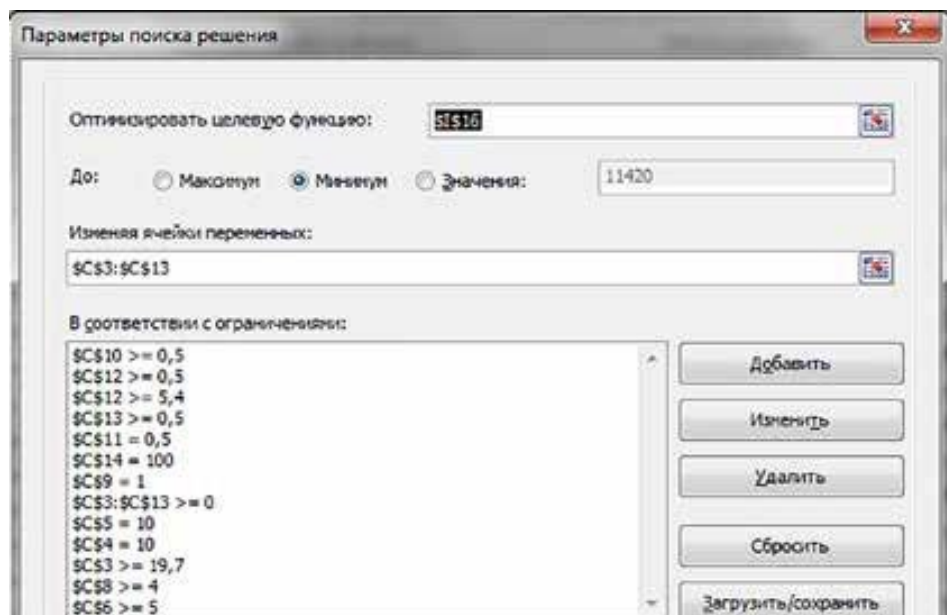 Параметры поиска решения
Оптимизировать целевую функцию:
До:
Максимум
Минимум
Значения:
11420
Изменяя ячейки переменных:
$C$3:$C$13
В соответствии с ограничениями:
$C$10 >= 0,5
$C$12 >= 0,5
$C$12 >= 5,4
$C$13 >= 0,5
$C$11 = 0,5
$C$14 = 100
$C$9 = 1
$C$3:$C$13 >= 0
$C$5 = 10
$C$4 = 10
$C$3 >= 19,7
$C$8 >= 4
$C$6 >= 5
Добавить
Изменить
Удалить
Сбросить
Загрузить/сохранить